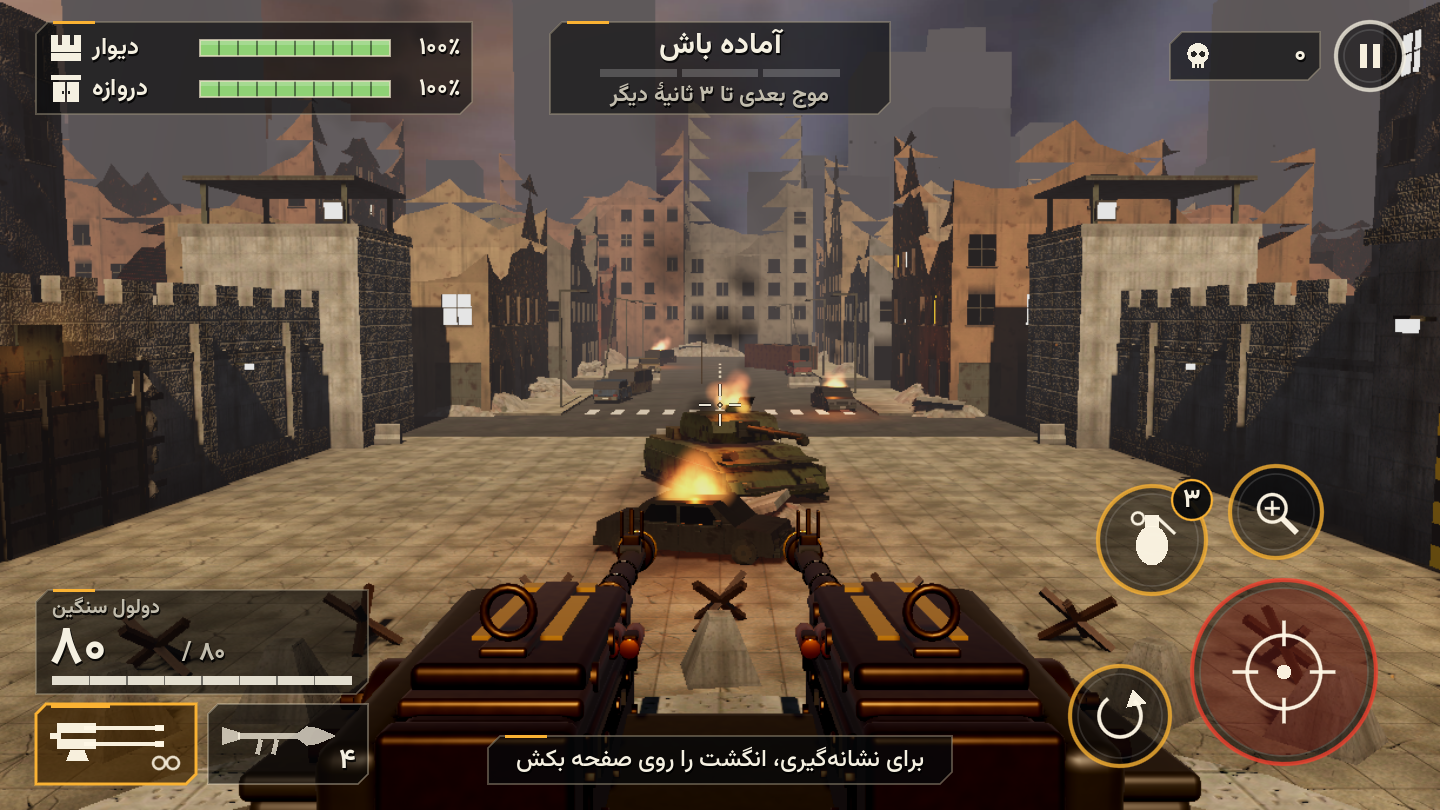 دیوار ۱۰۰٪
دروازه ۱۰۰٪
آماده باش
موج بعدی تا ۳ ثانیهٔ دیگر
۰
۳
دولول سنگین
۸۰ / ۸۰
∞
۴
برای نشانه‌گیری، انگشت را روی صفحه بکش